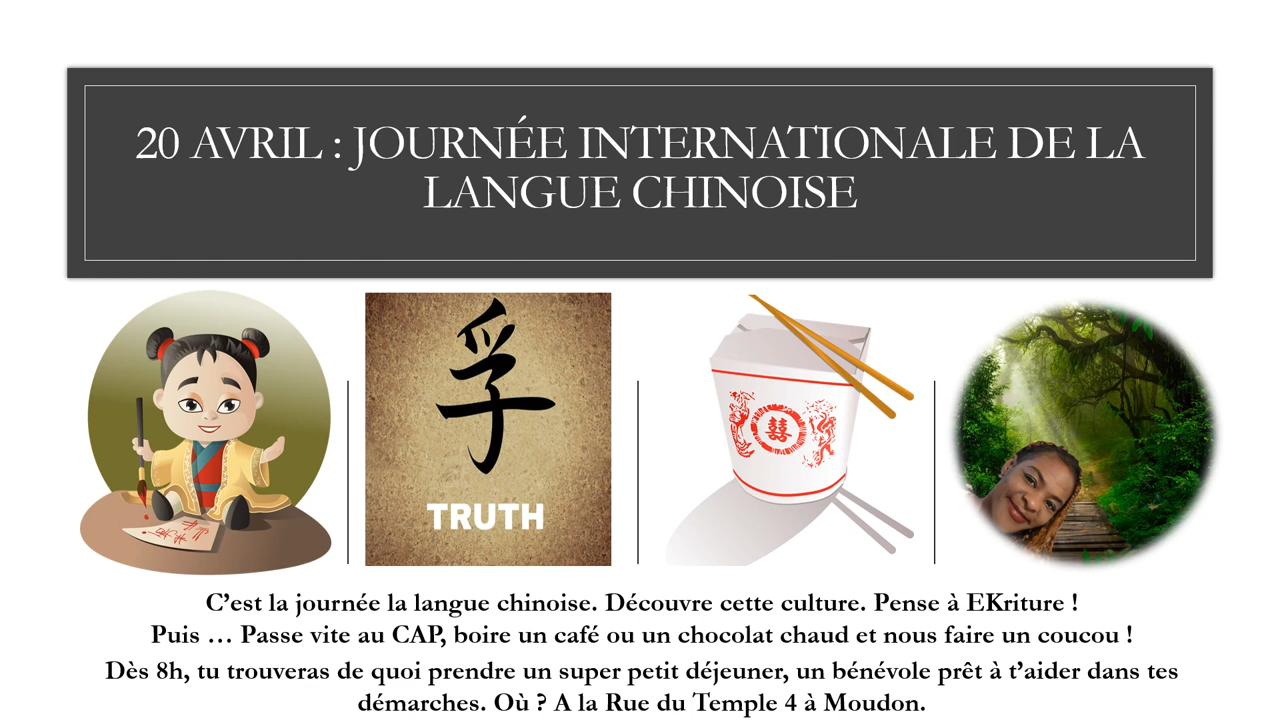 20 AVRIL : JOURNÉE INTERNATIONALE DE LA
LANGUE CHINOISE
孚
TRUTH
囍
C’est la journée la langue chinoise. Découvre cette culture. Pense à EKriture !
Puis … Passe vite au CAP, boire un café ou un chocolat chaud et nous faire un coucou !
Dès 8h, tu trouveras de quoi prendre un super petit déjeuner, un bénévole prêt à t’aider dans tes
démarches. Où ? A la Rue du Temple 4 à Moudon.